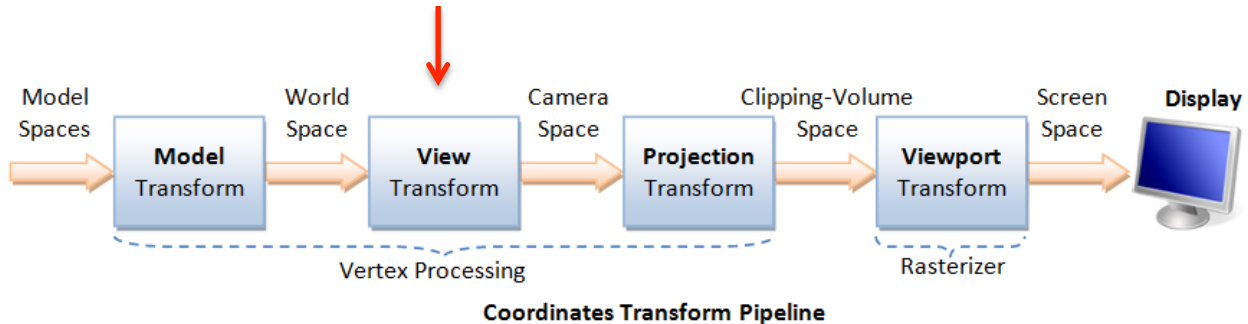 Model
Spaces
Model
Transform
World
Space
View
Transform
Camera
Space
Projection
Transform
Clipping-Volume
Space
Viewport
Transform
Screen
Space
Display
Vertex Processing
Rasterizer
Coordinates Transform Pipeline